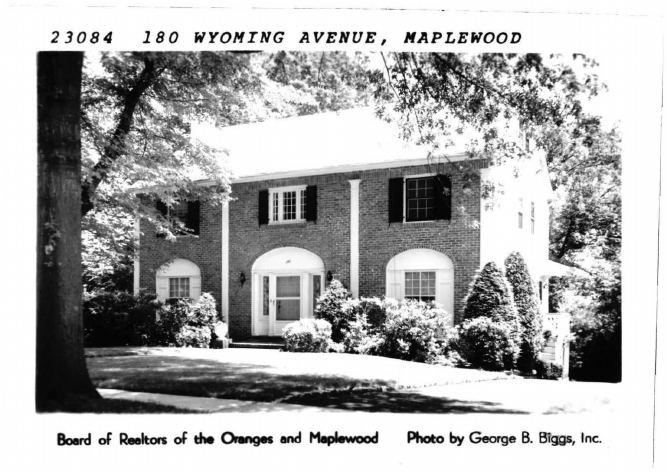 23084 180 WYOMING AVENUE, MAPLEWOOD
Board of Realtors of the Oranges and Maplewood Photo by George B. Biggs, Inc.